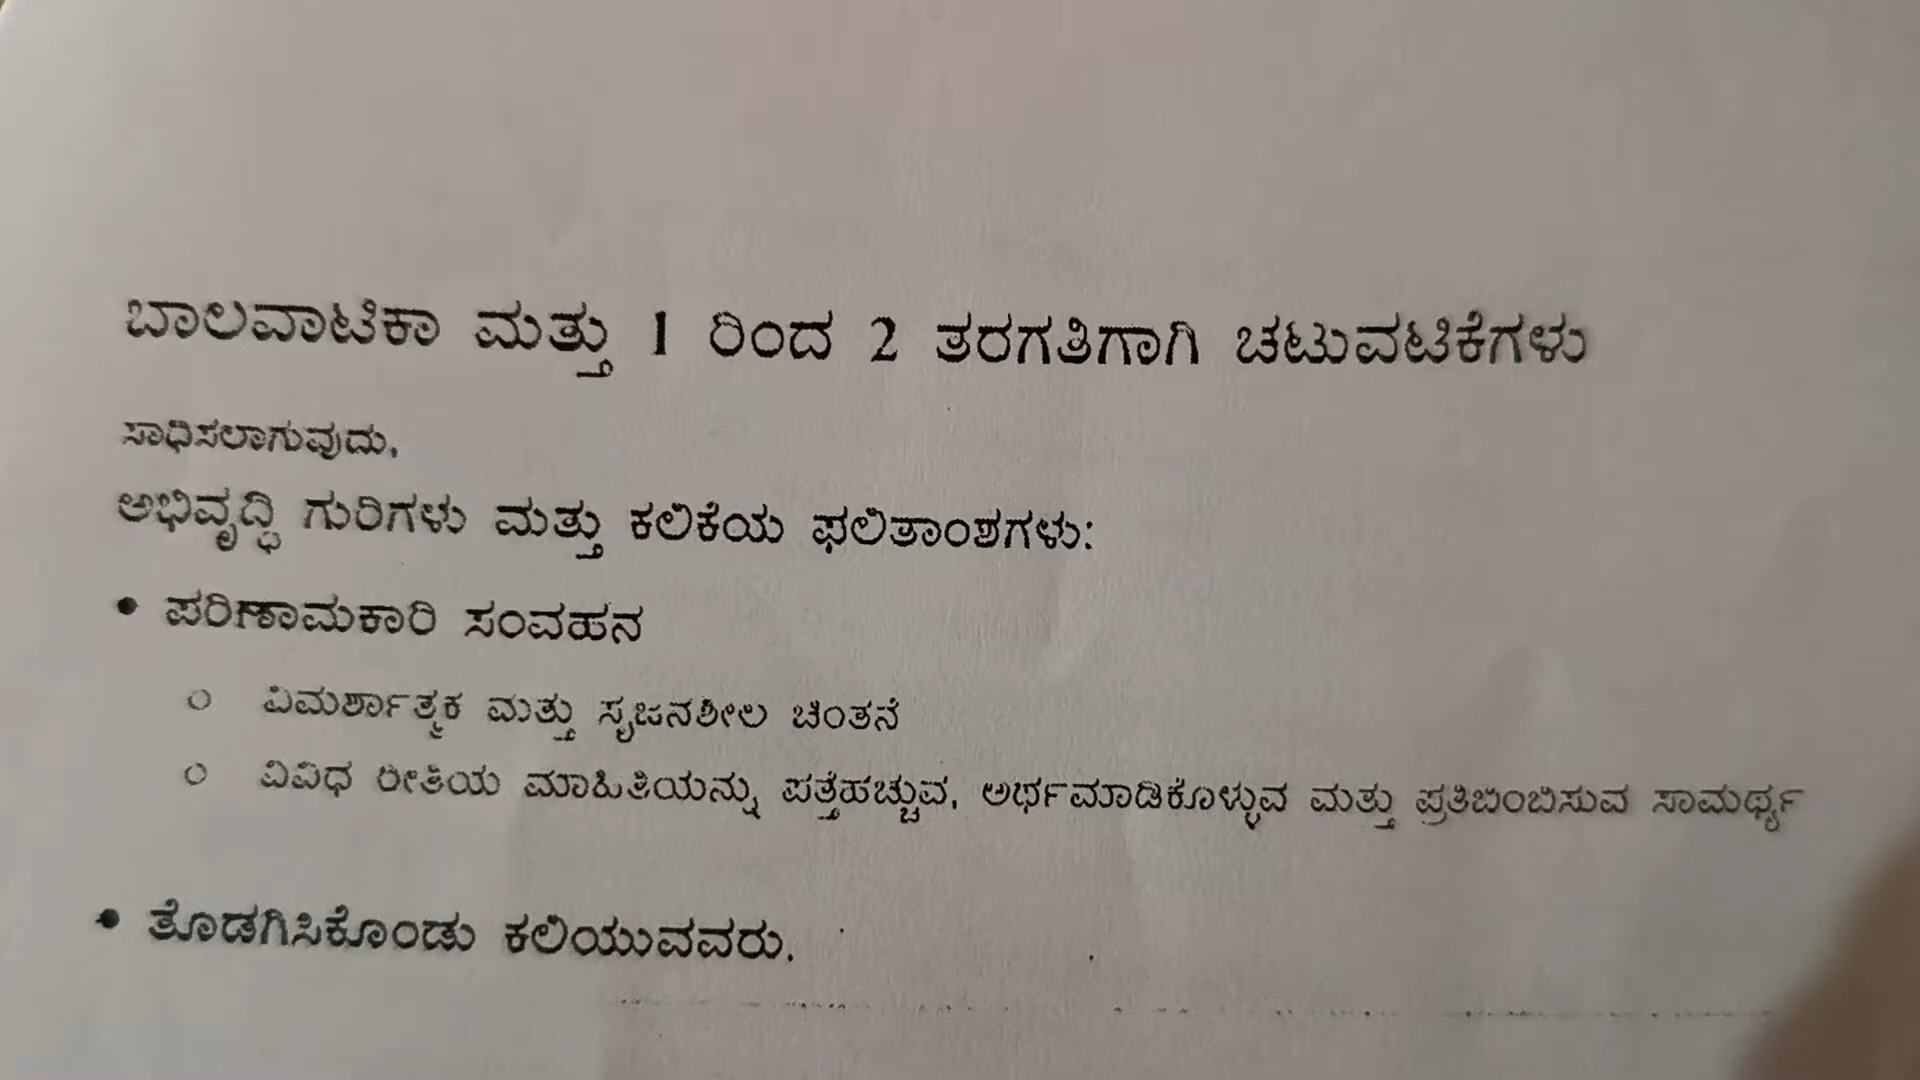 ಬಾಲವಾಟಿಕಾ ಮತ್ತು 1 ರಿಂದ 2 ತರಗತಿಗಾಗಿ ಚಟುವಟಿಕೆಗಳು
ಸಾಧಿಸಲಾಗುವುದು,
ಅಭಿವೃದ್ಧಿ ಗುರಿಗಳು ಮತ್ತು ಕಲಿಕೆಯ ಫಲಿತಾಂಶಗಳು:
• ಪರಿಣಾಮಕಾರಿ ಸಂವಹನ
○ ವಿಮರ್ಶಾತ್ಮಕ ಮತ್ತು ಸೃಜನಶೀಲ ಚಿಂತನೆ
○ ವಿವಿಧ ರೀತಿಯ ಮಾಹಿತಿಯನ್ನು ಪತ್ತೆಹಚ್ಚುವ, ಅರ್ಥಮಾಡಿಕೊಳ್ಳುವ ಮತ್ತು ಪ್ರತಿಬಿಂಬಿಸುವ ಸಾಮರ್ಥ್ಯ
• ತೊಡಗಿಸಿಕೊಂಡು ಕಲಿಯುವವರು.